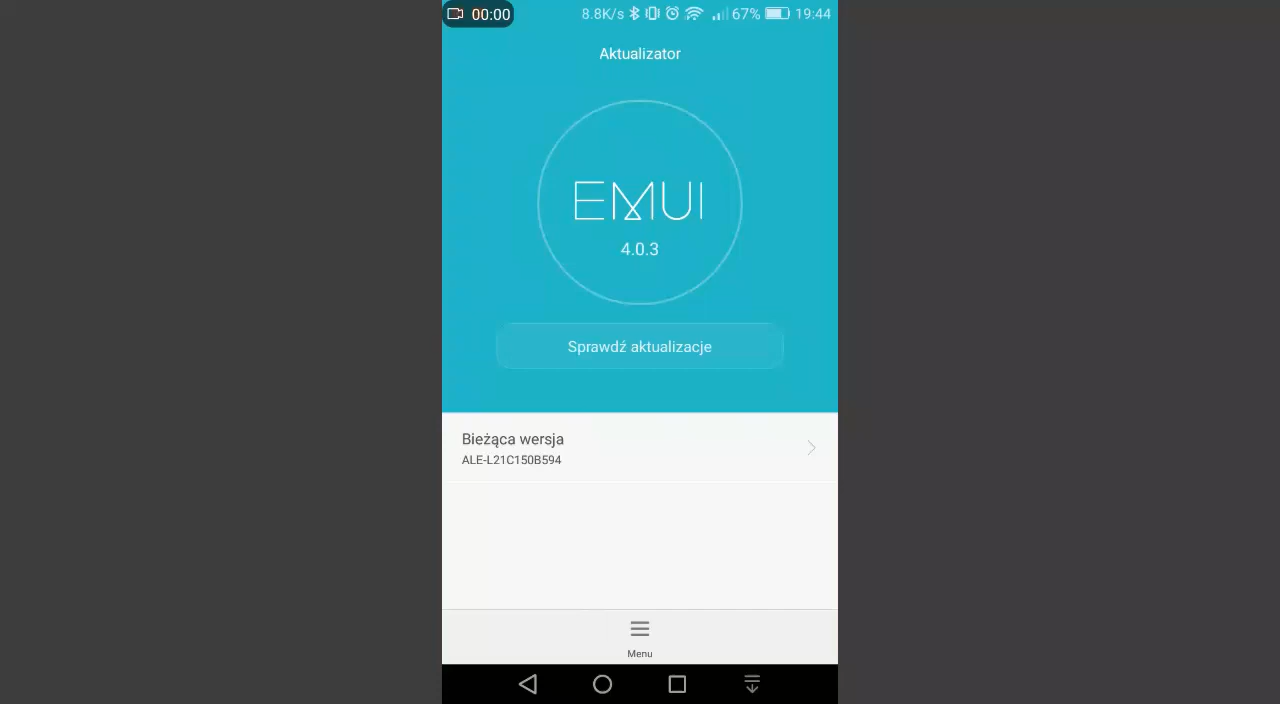 00:00
8.8K/s 67% 19:44
Aktualizator
EMUI
4.0.3
Sprawdź aktualizacje
Bieżąca wersja
ALE-L21C150B594
Menu